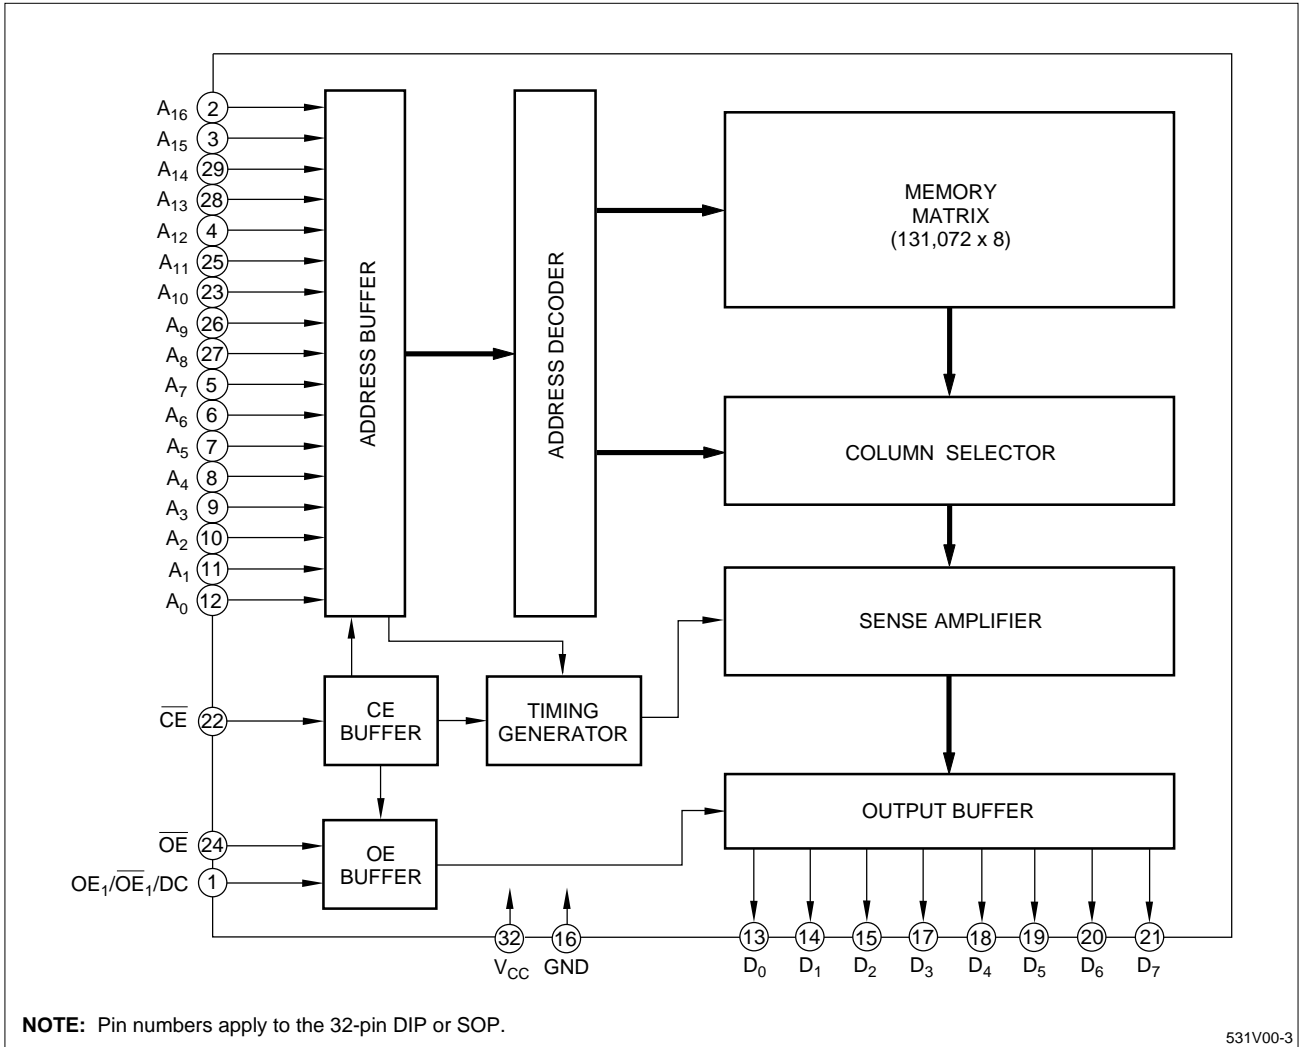 A16 2
A15 3
A14 29
A13 28
A12 4
A11 25
A10 23
A9 26
A8 27
A7 5
A6 6
A5 7
A4 8
A3 9
A2 10
A1 11
A0 12
ADDRESS BUFFER
ADDRESS DECODER
MEMORY
MATRIX
(131,072 x 8)
COLUMN SELECTOR
SENSE AMPLIFIER
CE 22
CE
BUFFER
TIMING
GENERATOR
OUTPUT BUFFER
OE 24
OE1/OE1/DC 1
OE
BUFFER
32 16 13 14 15 17 18 19 20 21
VCC GND D0 D1 D2 D3 D4 D5 D6 D7
NOTE: Pin numbers apply to the 32-pin DIP or SOP.
531V00-3